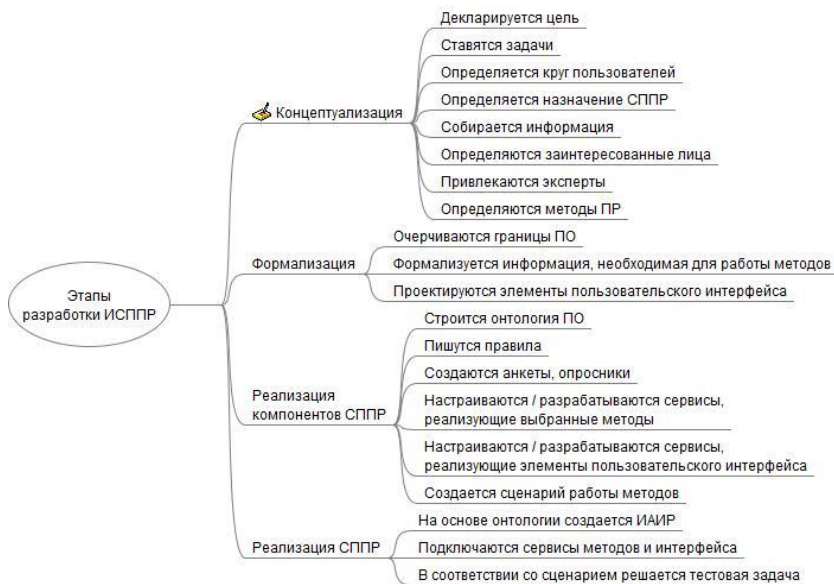 Декларируется цель
Ставятся задачи
Определяется круг пользователей
Определяется назначение СППР
Концептуализация
Собирается информация
Определяются заинтересованные лица
Привлекаются эксперты
Определяются методы ПР
Очерчиваются границы ПО
Формализация
Формализуется информация, необходимая для работы методов
Проектируются элементы пользовательского интерфейса
Этапы
разработки ИСППР
Строится онтология ПО
Пишутся правила
Создаются анкеты, опросники
Реализация
компонентов СППР
Настраиваются / разрабатываются сервисы,
реализующие выбранные методы
Настраиваются / разрабатываются сервисы,
реализующие элементы пользовательского интерфейса
Создается сценарий работы методов
На основе онтологии создается ИАИР
Реализация СППР
Подключаются сервисы методов и интерфейса
В соответствии со сценарием решается тестовая задача